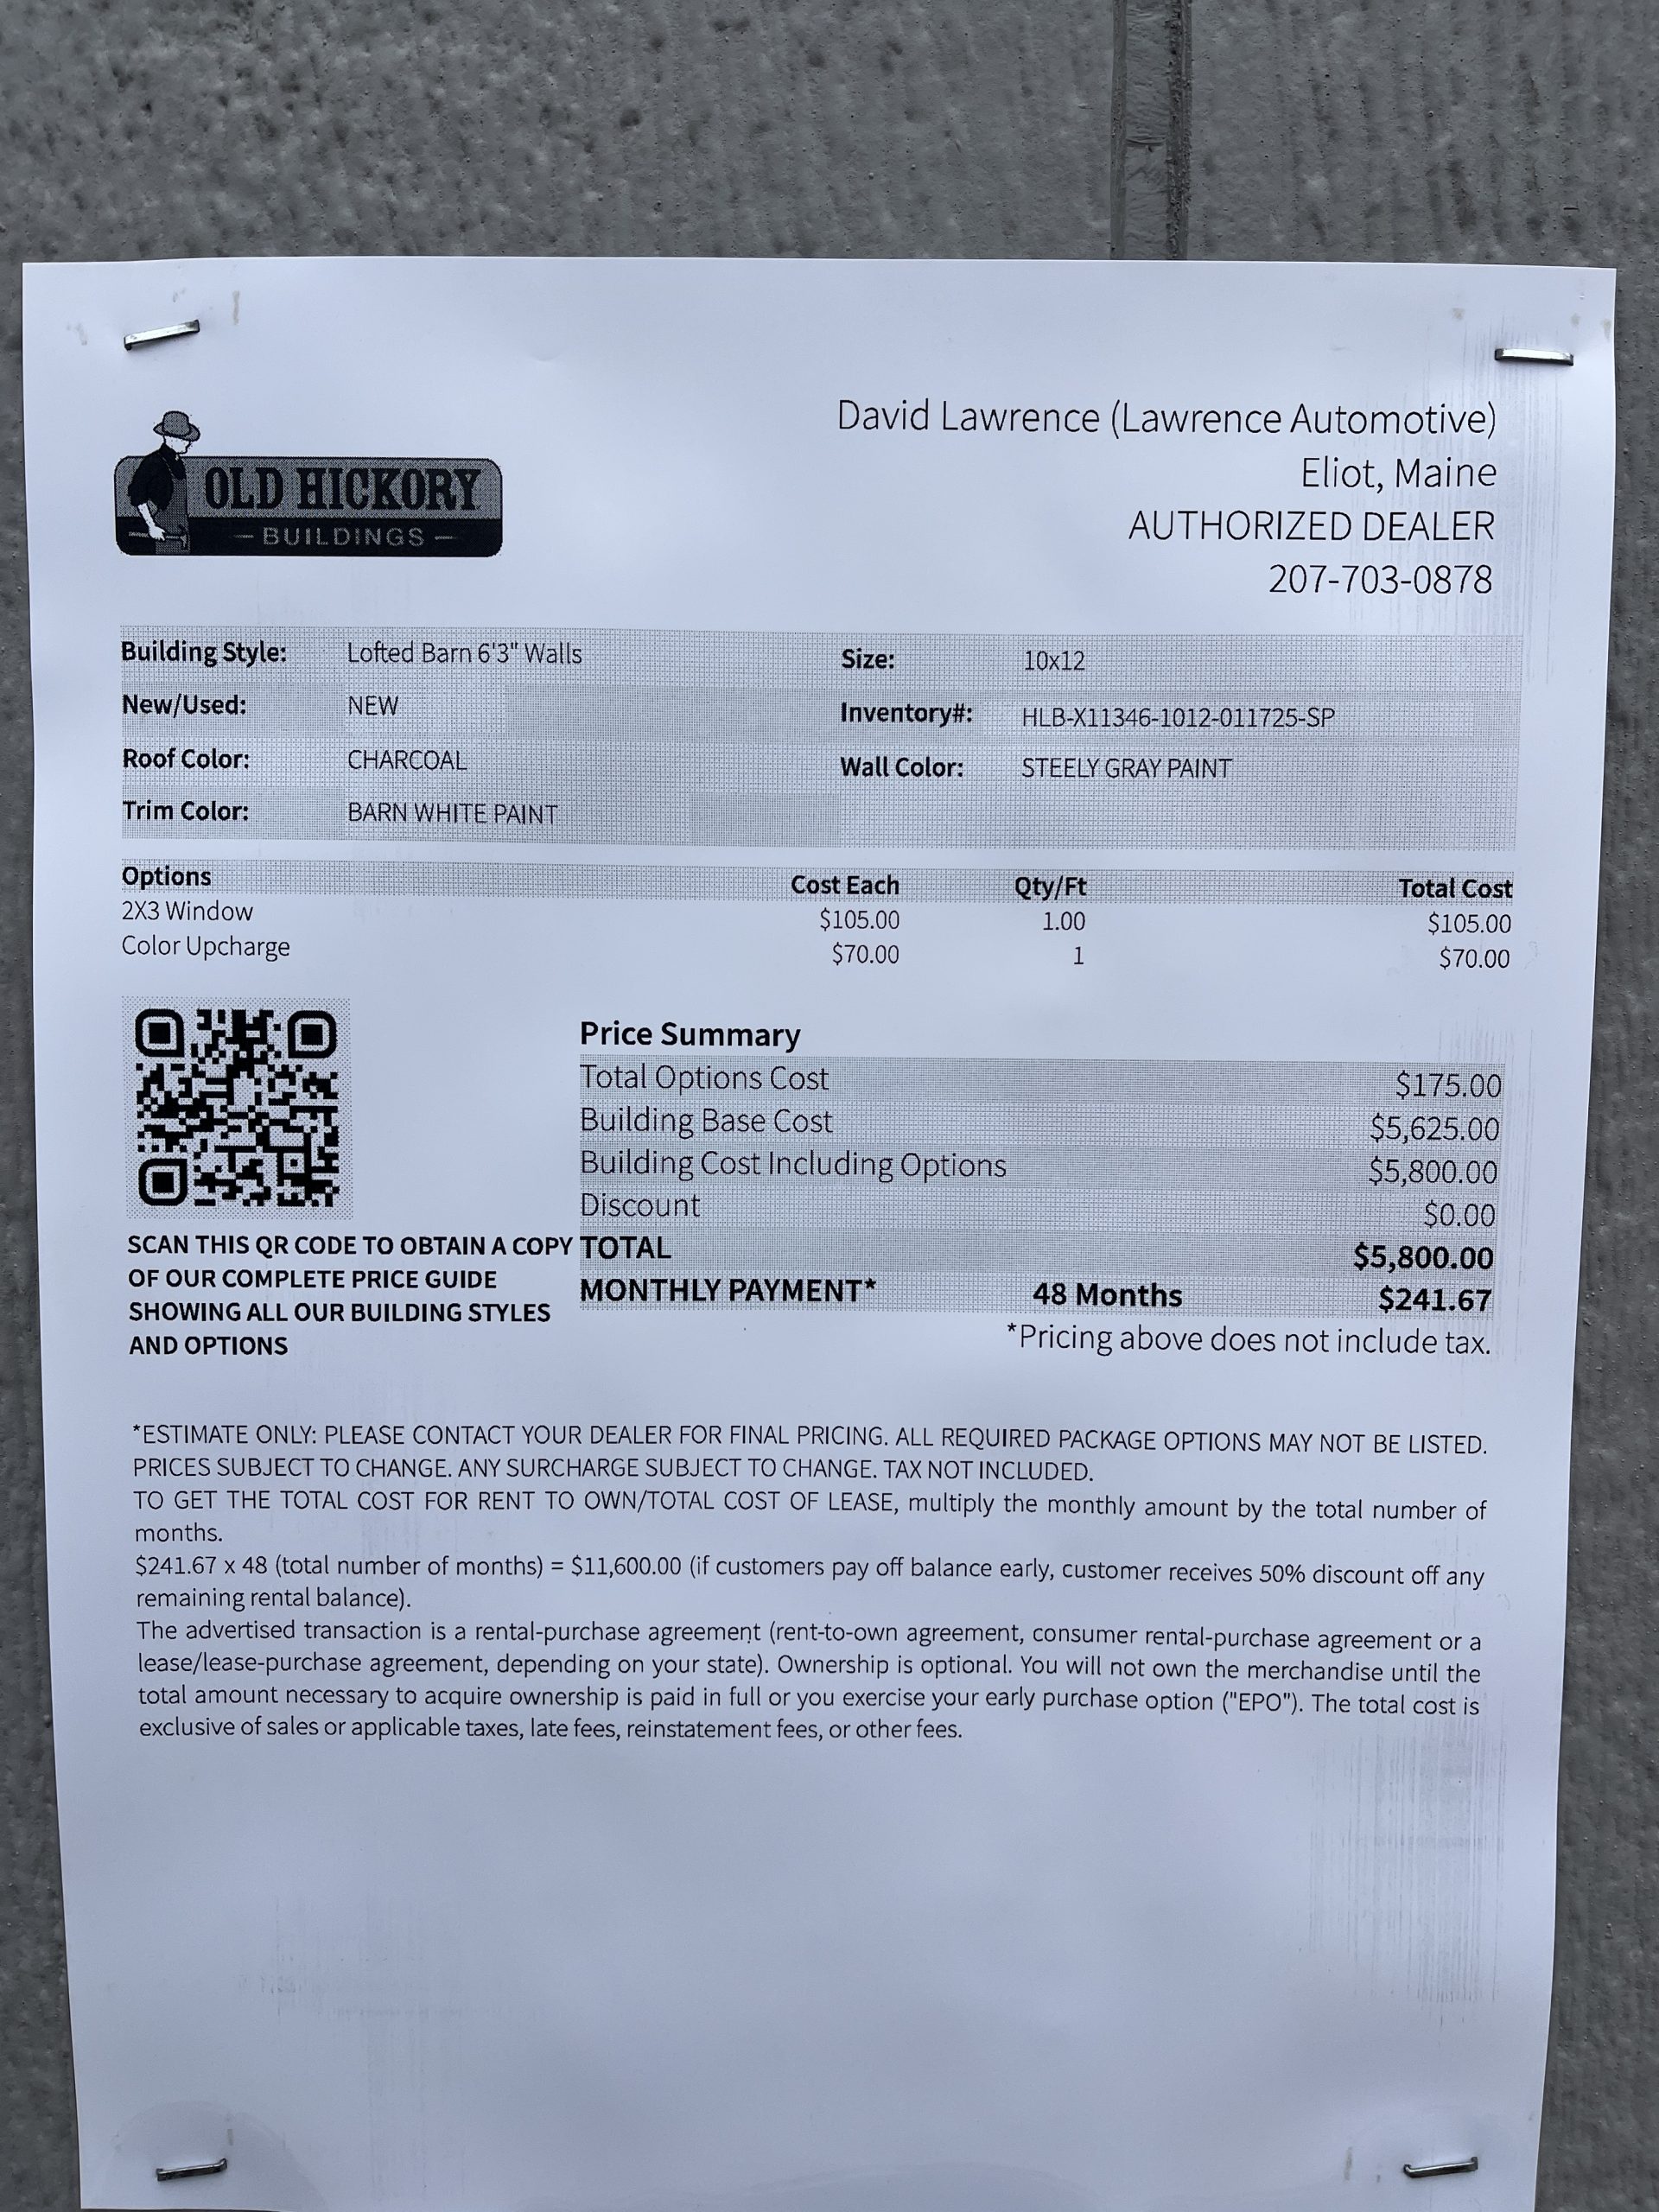 OLD HICKORY
BUILDINGS
David Lawrence (Lawrence Automotive)
Eliot, Maine
AUTHORIZED DEALER
207-703-0878
Building Style: Lofted Barn 6'3" Walls Size: 10x12
New/Used: NEW Inventory#: HLB-X11346-1012-011725-SP
Roof Color: CHARCOAL Wall Color: STEELY GRAY PAINT
Trim Color: BARN WHITE PAINT
Options Cost Each Qty/Ft Total Cost
2X3 Window $105.00 1.00 $105.00
Color Upcharge $70.00 1 $70.00
Price Summary
Total Options Cost $175.00
Building Base Cost $5,625.00
Building Cost Including Options $5,800.00
Discount $0.00
TOTAL $5,800.00
MONTHLY PAYMENT* 48 Months $241.67
*Pricing above does not include tax.
SCAN THIS QR CODE TO OBTAIN A COPY
OF OUR COMPLETE PRICE GUIDE
SHOWING ALL OUR BUILDING STYLES
AND OPTIONS
*ESTIMATE ONLY: PLEASE CONTACT YOUR DEALER FOR FINAL PRICING. ALL REQUIRED PACKAGE OPTIONS MAY NOT BE LISTED.
PRICES SUBJECT TO CHANGE. ANY SURCHARGE SUBJECT TO CHANGE. TAX NOT INCLUDED.
TO GET THE TOTAL COST FOR RENT TO OWN/TOTAL COST OF LEASE, multiply the monthly amount by the total number of
months.
$241.67 x 48 (total number of months) = $11,600.00 (if customers pay off balance early, customer receives 50% discount off any
remaining rental balance).
The advertised transaction is a rental-purchase agreement (rent-to-own agreement, consumer rental-purchase agreement or a
lease/lease-purchase agreement, depending on your state). Ownership is optional. You will not own the merchandise until the
total amount necessary to acquire ownership is paid in full or you exercise your early purchase option ("EPO"). The total cost is
exclusive of sales or applicable taxes, late fees, reinstatement fees, or other fees.